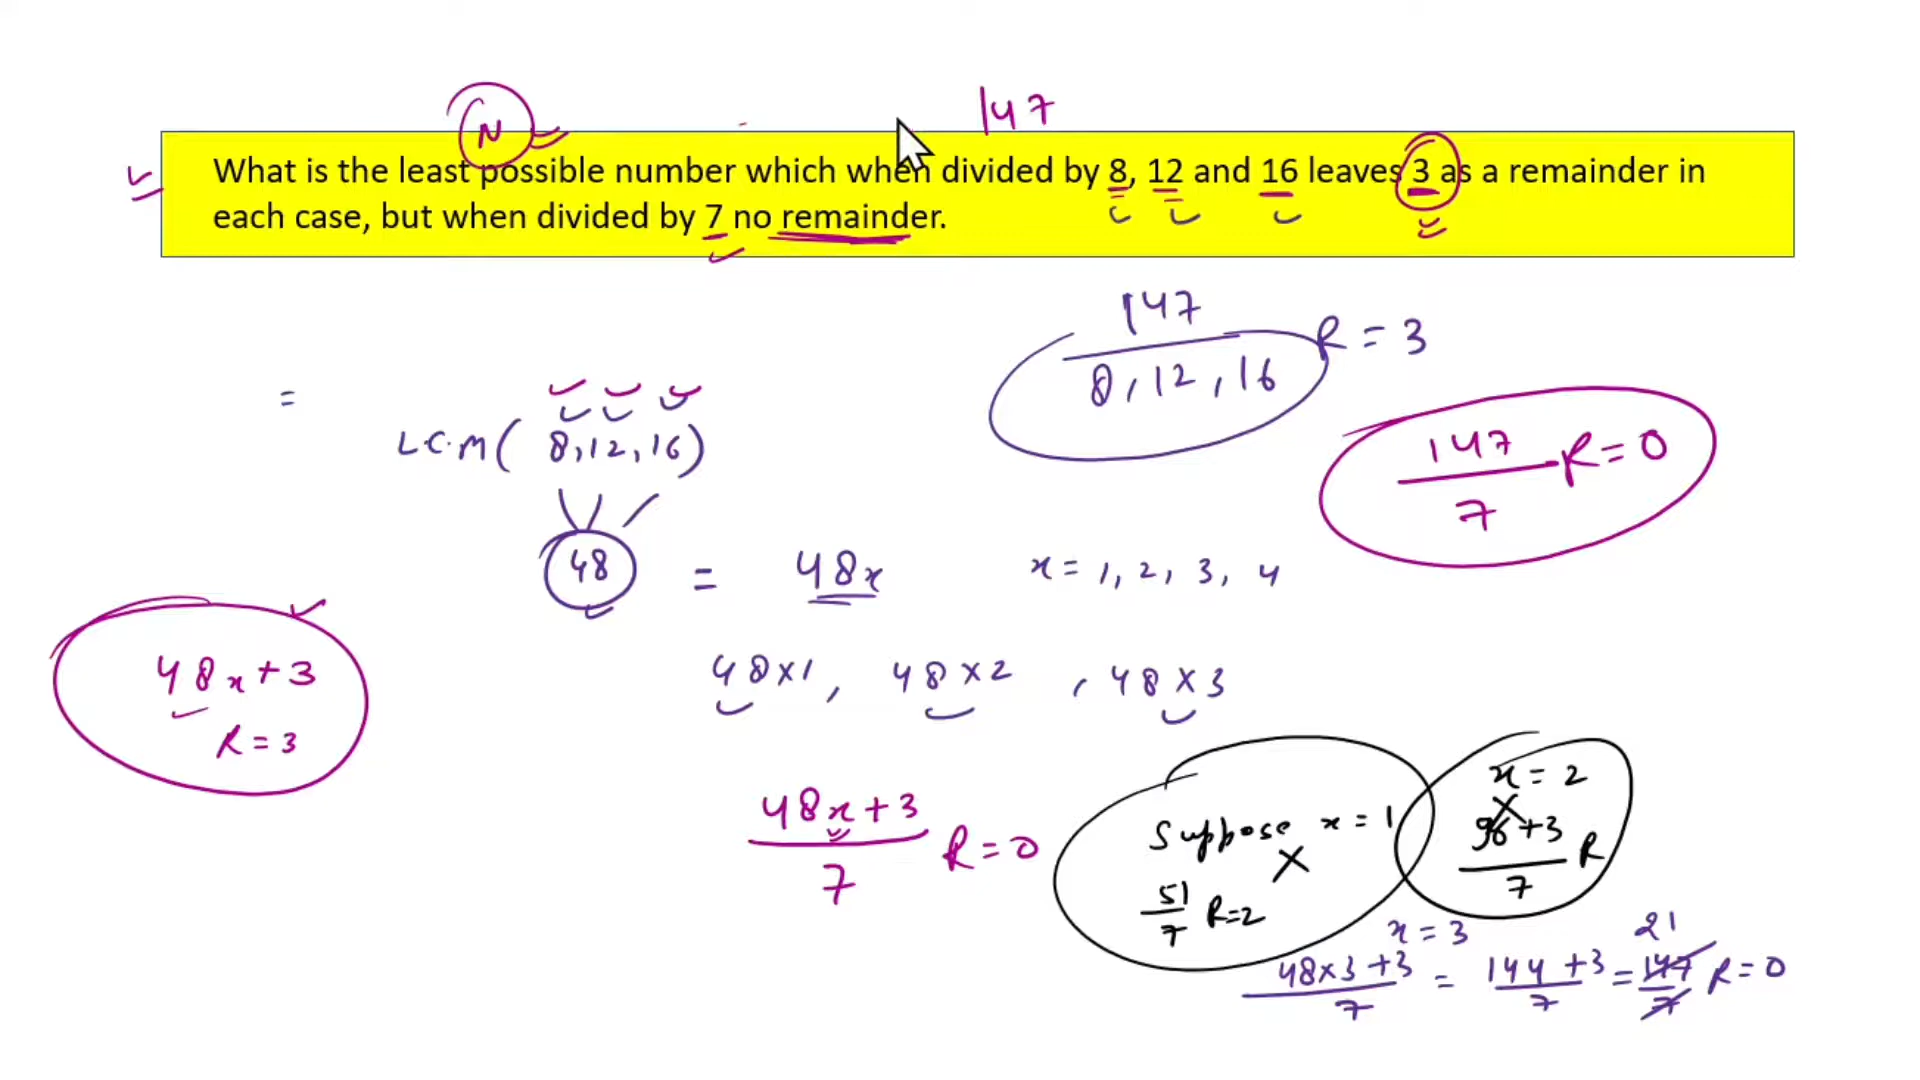 N
147
What is the least possible number which when divided by 8, 12 and 16 leaves 3 as a remainder in
each case, but when divided by 7 no remainder.
147
8, 12, 16 R = 3
=
L.C.M ( 8, 12, 16)
147
7 R = 0
48 = 48x x = 1, 2, 3, 4
48x + 3
R = 3
48×1, 48×2, 48×3
48x + 3
7 R = 0
Suppose x = 1
51
7 R=2
x = 2
96 + 3
7 R
x = 3
21
48×3 + 3 = 144 + 3 = 147 R = 0
7 7 7